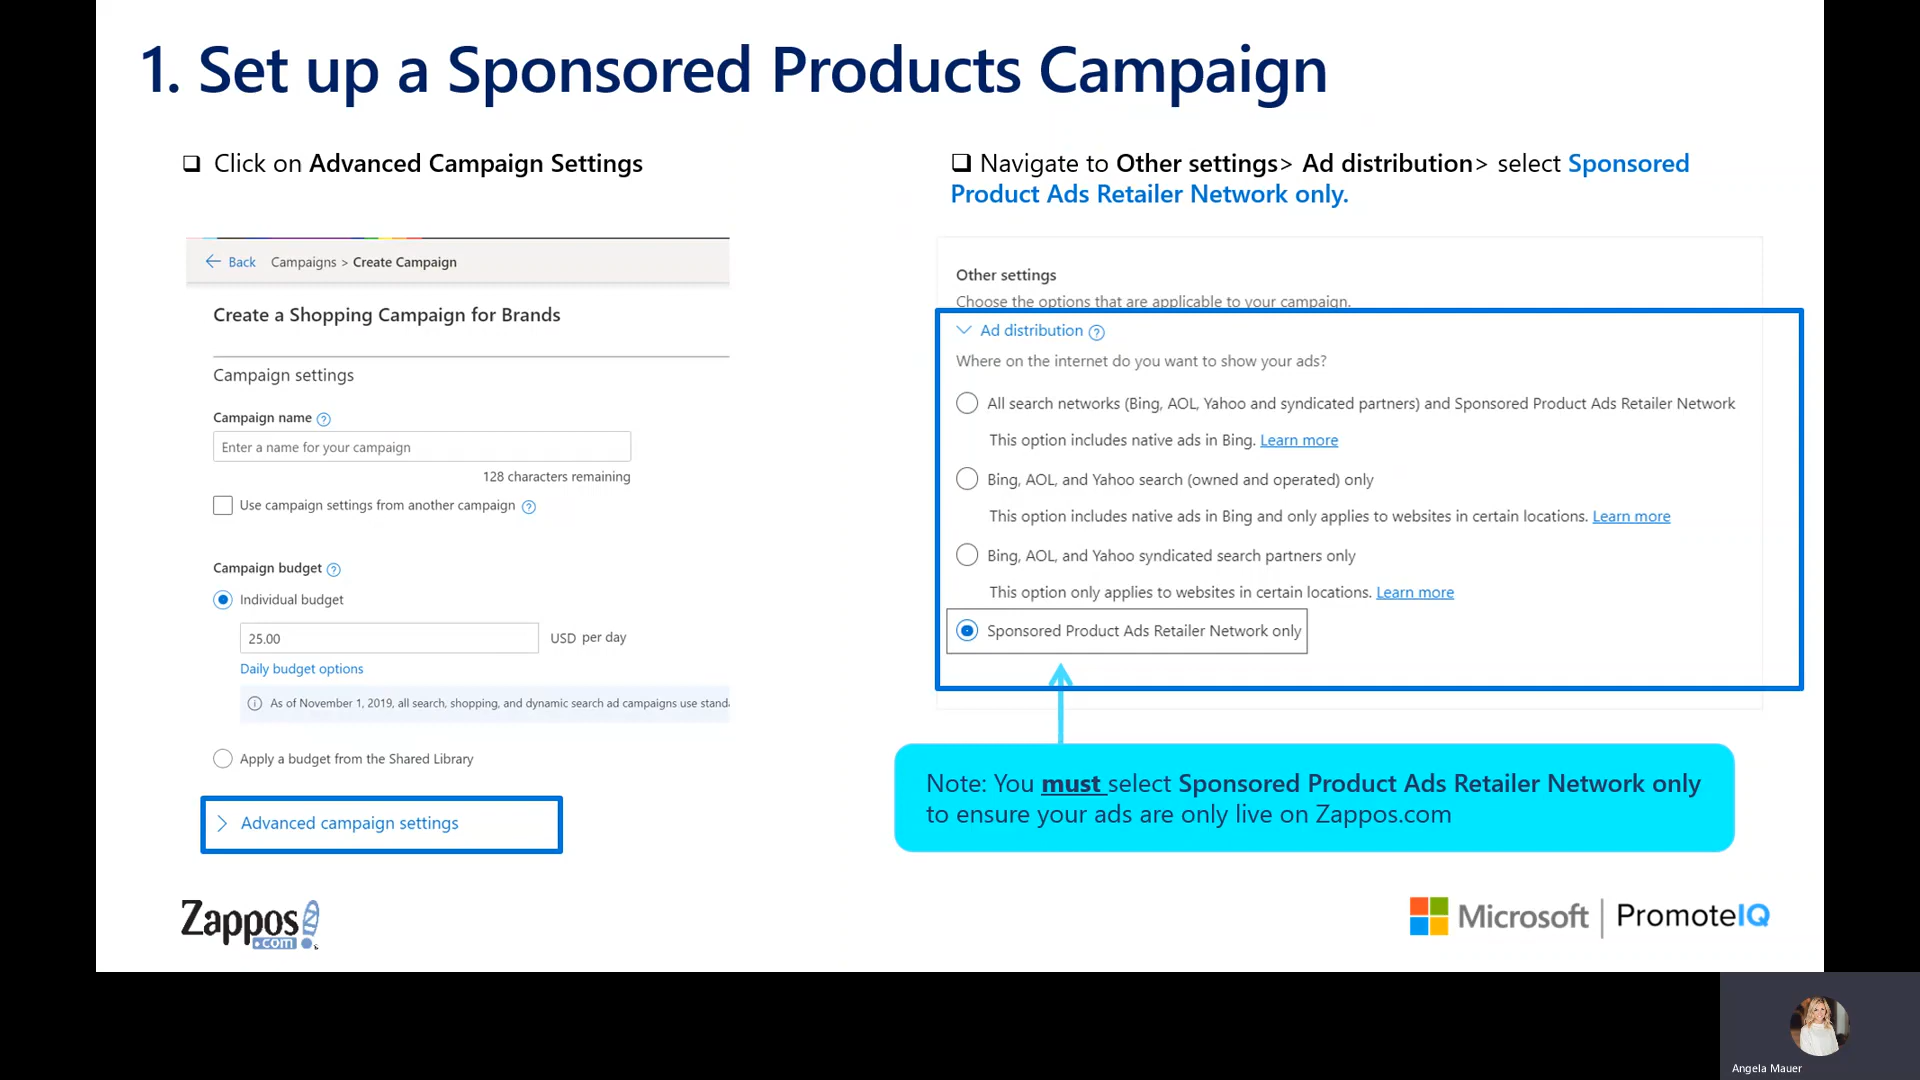 1. Set up a Sponsored Products Campaign
❑ Click on Advanced Campaign Settings
Back Campaigns > Create Campaign
Create a Shopping Campaign for Brands
Campaign settings
Campaign name ?
Enter a name for your campaign
128 characters remaining
Use campaign settings from another campaign ?
Campaign budget ?
Individual budget
25.00 USD per day
Daily budget options
As of November 1, 2019, all search, shopping, and dynamic search ad campaigns use stand
Apply a budget from the Shared Library
Advanced campaign settings
❑ Navigate to Other settings> Ad distribution> select Sponsored
Product Ads Retailer Network only.
Other settings
Choose the options that are applicable to your campaign.
Ad distribution ?
Where on the internet do you want to show your ads?
All search networks (Bing, AOL, Yahoo and syndicated partners) and Sponsored Product Ads Retailer Network
This option includes native ads in Bing. Learn more
Bing, AOL, and Yahoo search (owned and operated) only
This option includes native ads in Bing and only applies to websites in certain locations. Learn more
Bing, AOL, and Yahoo syndicated search partners only
This option only applies to websites in certain locations. Learn more
Sponsored Product Ads Retailer Network only
Note: You must select Sponsored Product Ads Retailer Network only
to ensure your ads are only live on Zappos.com
Zappos
.com
Microsoft | PromoteIQ
Angela Mauer